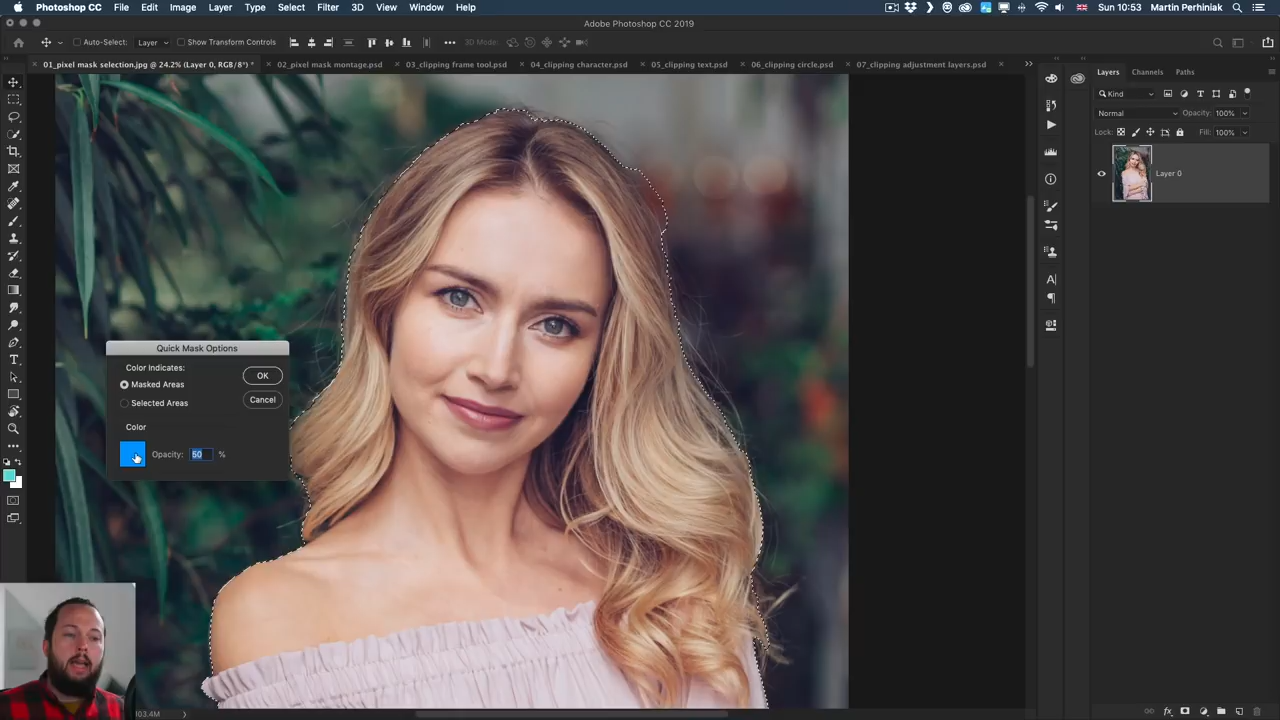 Photoshop CC File Edit Image Layer Type Select Filter 3D View Window Help Sun 10:53 Martin Perhiniak
Adobe Photoshop CC 2019
Auto-Select: Layer Show Transform Controls 3D Mode:
01_pixel mask selection.jpg @ 24.2% (Layer 0, RGB/8*) * 02_pixel mask montage.psd 03_clipping frame tool.psd 04_clipping character.psd 05_clipping text.psd 06_clipping circle.psd 07_clipping adjustment layers.psd
Layers Channels Paths
Kind
Normal Opacity: 100%
Lock: Fill: 100%
Layer 0
Quick Mask Options
Color Indicates:
Masked Areas
Selected Areas
OK
Cancel
Color
Opacity: 50 %
103.4M